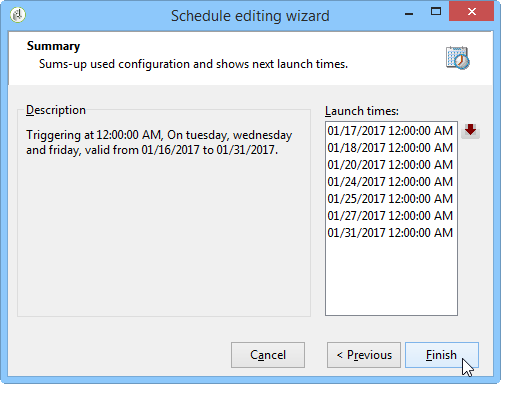 Schedule editing wizard
Summary
Sums-up used configuration and shows next launch times.
Description
Triggering at 12:00:00 AM, On tuesday, wednesday
and friday, valid from 01/16/2017 to 01/31/2017.
Launch times:
01/17/2017 12:00:00 AM
01/18/2017 12:00:00 AM
01/20/2017 12:00:00 AM
01/24/2017 12:00:00 AM
01/25/2017 12:00:00 AM
01/27/2017 12:00:00 AM
01/31/2017 12:00:00 AM
Cancel
< Previous
Finish